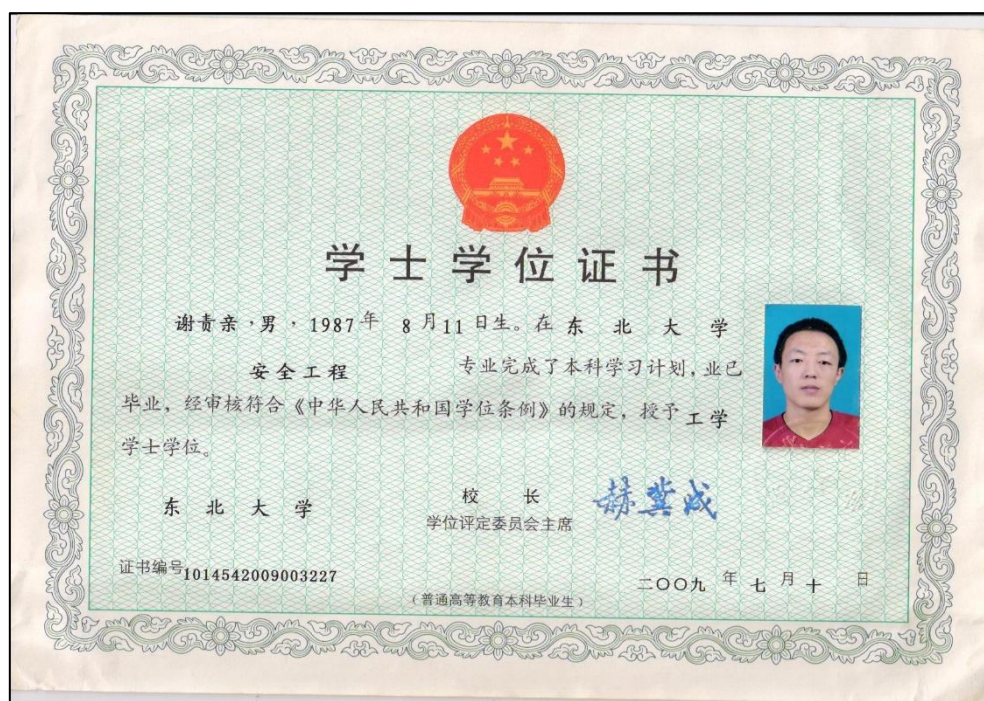 学士学位证书
谢责亲,男,1987年 8月11日生。在 东北大学
安全工程 专业完成了本科学习计划,业已
毕业,经审核符合《中华人民共和国学位条例》的规定,授予 工学
学士学位。
东北大学
校 长
学位评定委员会主席
赫冀成
证书编号1014542009003227
二〇〇九 年 七 月 十 日
(普通高等教育本科毕业生)